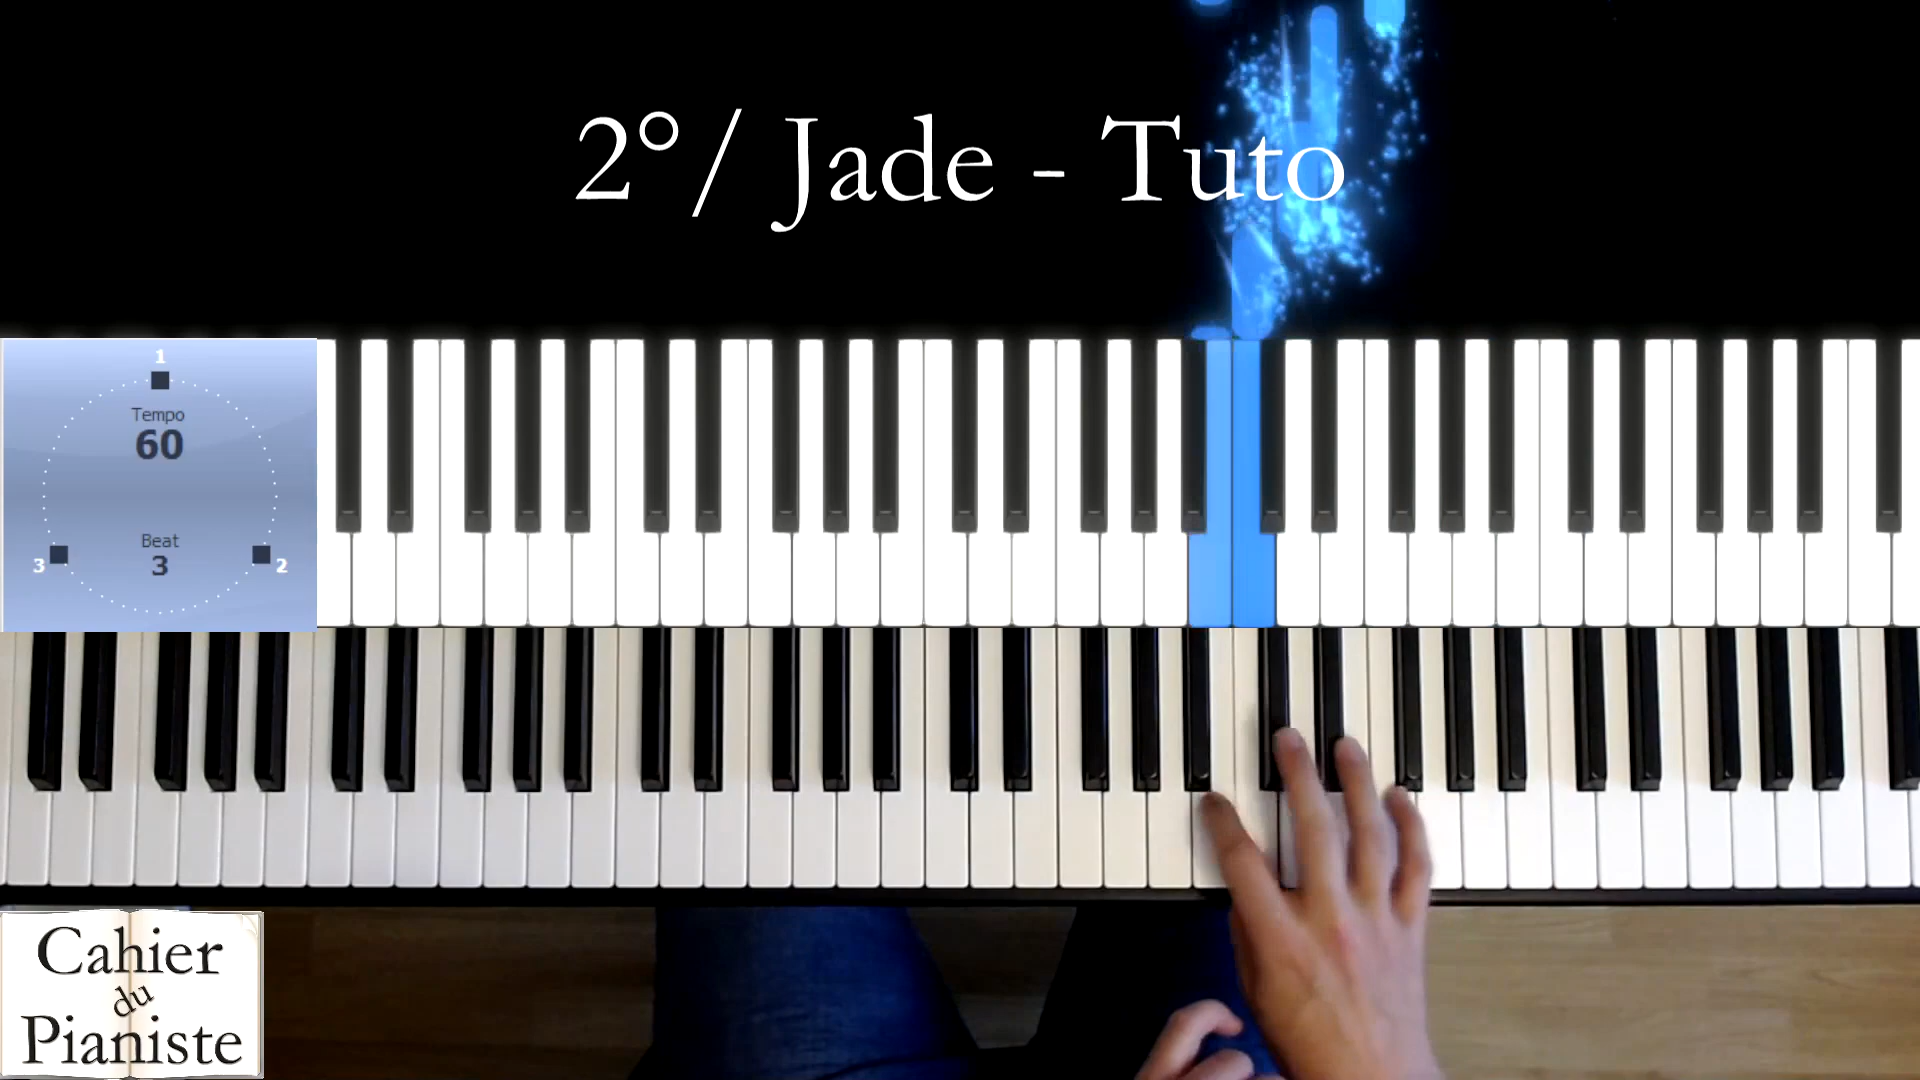 2°/ Jade - Tuto
1
Tempo
60
Beat
3
3
2
Cahier
du
Pianiste